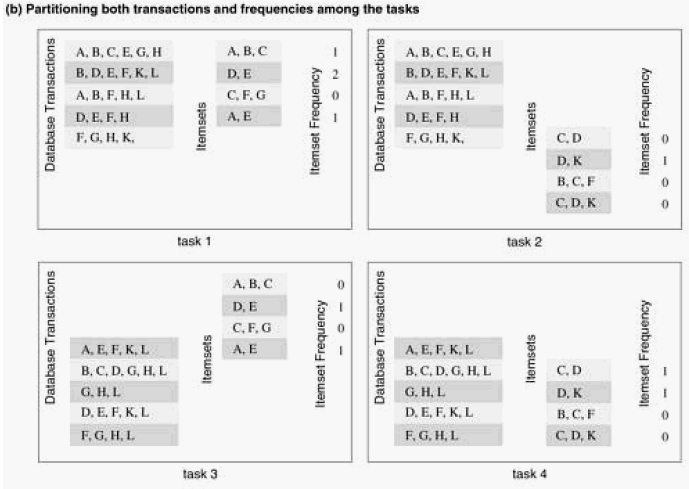 (b) Partitioning both transactions and frequencies among the tasks
Database Transactions
A, B, C, E, G, H
B, D, E, F, K, L
A, B, F, H, L
D, E, F, H
F, G, H, K,
Itemsets
A, B, C
D, E
C, F, G
A, E
Itemset Frequency
1
2
0
1
task 1
Database Transactions
A, B, C, E, G, H
B, D, E, F, K, L
A, B, F, H, L
D, E, F, H
F, G, H, K,
Itemsets
C, D
D, K
B, C, F
C, D, K
Itemset Frequency
0
1
0
0
task 2
Database Transactions
A, E, F, K, L
B, C, D, G, H, L
G, H, L
D, E, F, K, L
F, G, H, L
Itemsets
A, B, C
D, E
C, F, G
A, E
Itemset Frequency
0
1
0
1
task 3
Database Transactions
A, E, F, K, L
B, C, D, G, H, L
G, H, L
D, E, F, K, L
F, G, H, L
Itemsets
C, D
D, K
B, C, F
C, D, K
Itemset Frequency
1
1
0
0
task 4